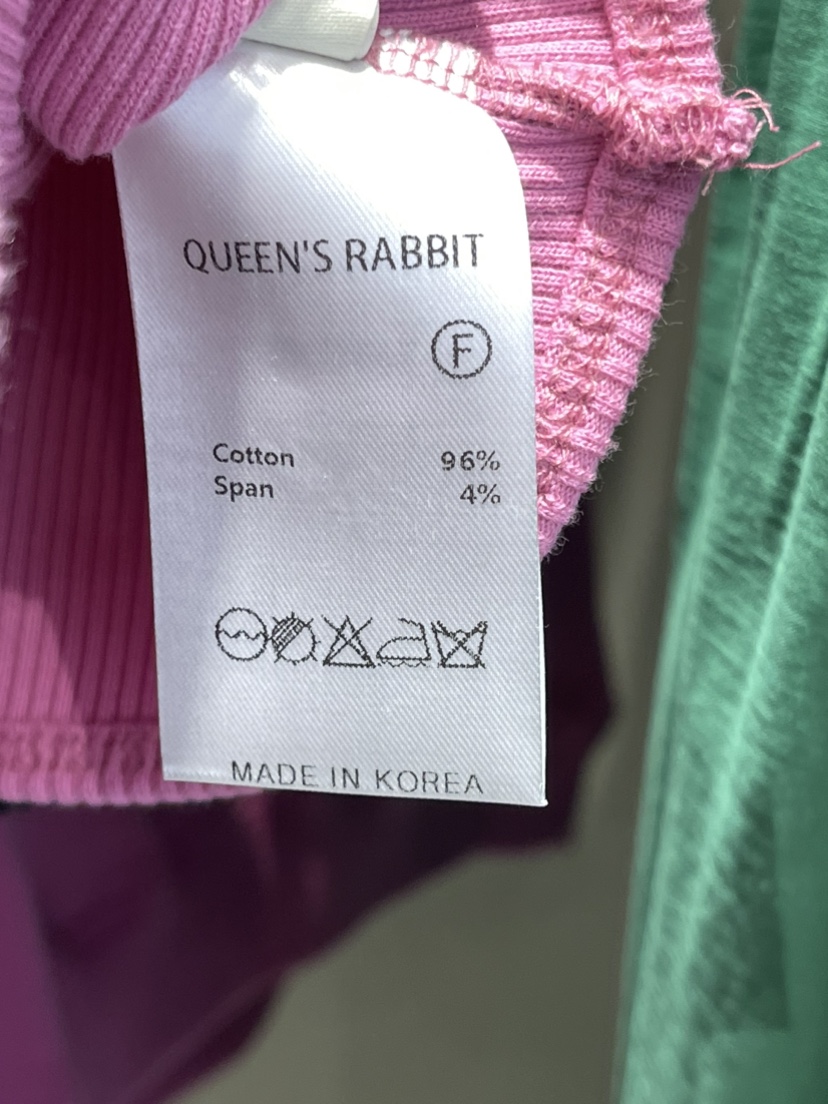 QUEEN'S RABBIT
F
Cotton 96%
Span 4%
MADE IN KOREA